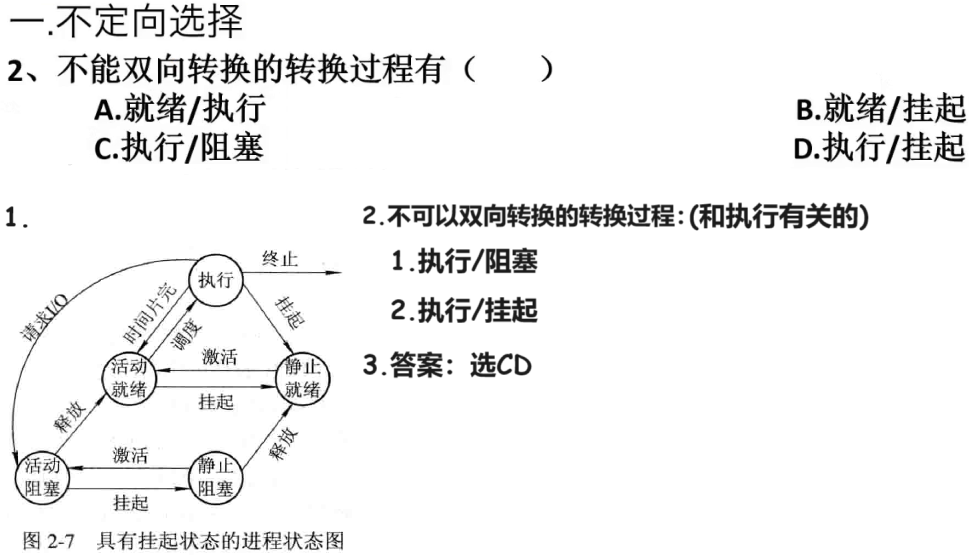 一.不定向选择
2、不能双向转换的转换过程有（  ）
A.就绪/执行
B.就绪/挂起
C.执行/阻塞
D.执行/挂起
1.
终止
执行
请求I/O
时间片完
调度
挂起
活动
就绪
激活
挂起
静止
就绪
释放
释放
活动
阻塞
激活
挂起
静止
阻塞
图 2-7 具有挂起状态的进程状态图
2.不可以双向转换的转换过程:(和执行有关的)
1.执行/阻塞
2.执行/挂起
3.答案：选CD